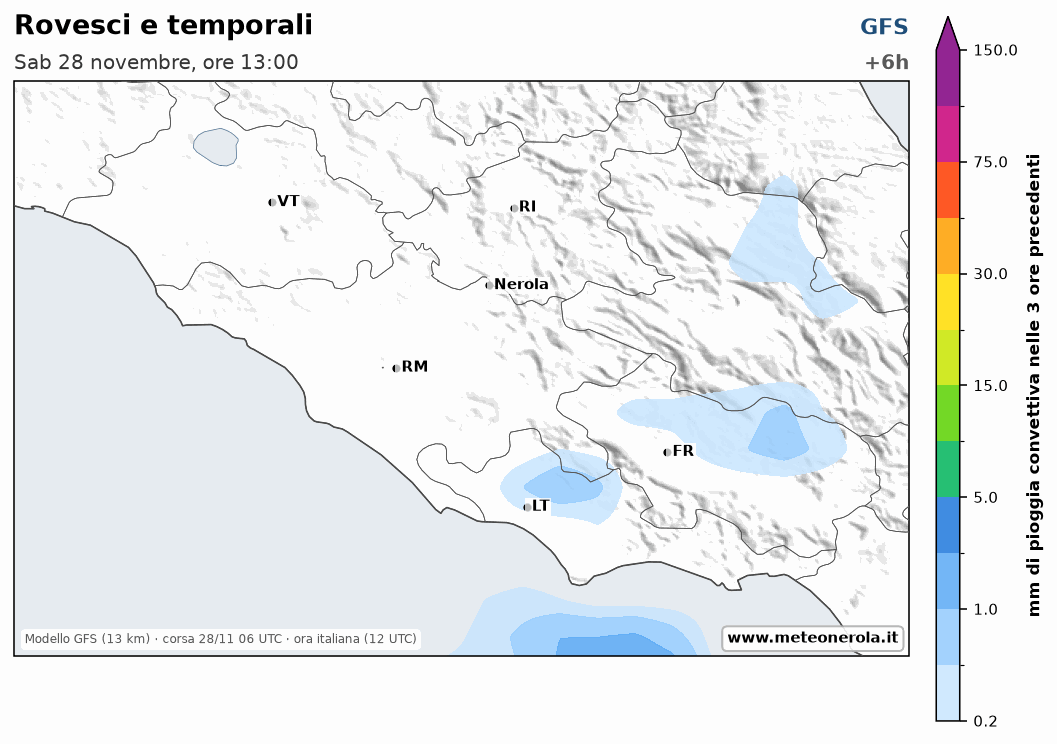 Rovesci e temporali
GFS
Sab 28 novembre, ore 13:00
+6h
150.0
75.0
30.0
15.0
5.0
1.0
0.2
mm di pioggia convettiva nelle 3 ore precedenti
VT
RI
Nerola
RM
FR
LT
Modello GFS (13 km) · corsa 28/11 06 UTC · ora italiana (12 UTC)
www.meteonerola.it